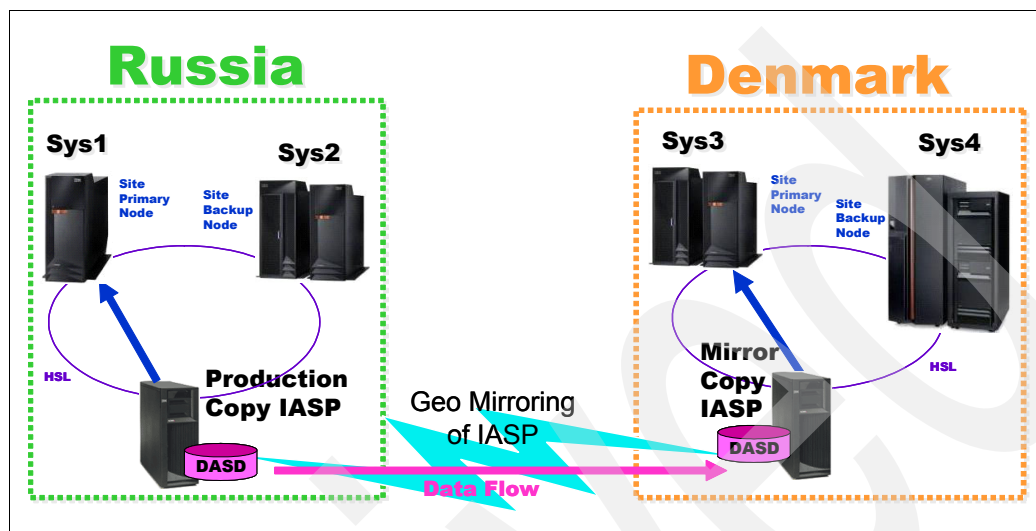 Russia
Denmark
Sys1
Sys2
Site
Primary
Node
Site
Backup
Node
HSL
Production
Copy IASP
DASD
Geo Mirroring
of IASP
Data Flow
Sys3
Sys4
Site
Primary
Node
Site
Backup
Node
HSL
Mirror
Copy
IASP
DASD